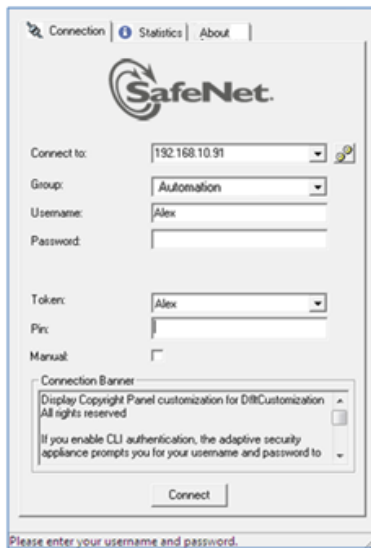 Connection Statistics About
SafeNet.
Connect to: 192.168.10.91
Group: Automation
Username: Alex
Password:
Token: Alex
Pin:
Manual:
Connection Banner
Display Copyright Panel customization for DfltCustomization
All rights reserved
If you enable CLI authentication, the adaptive security
appliance prompts you for your username and password to
Connect
Please enter your username and password.